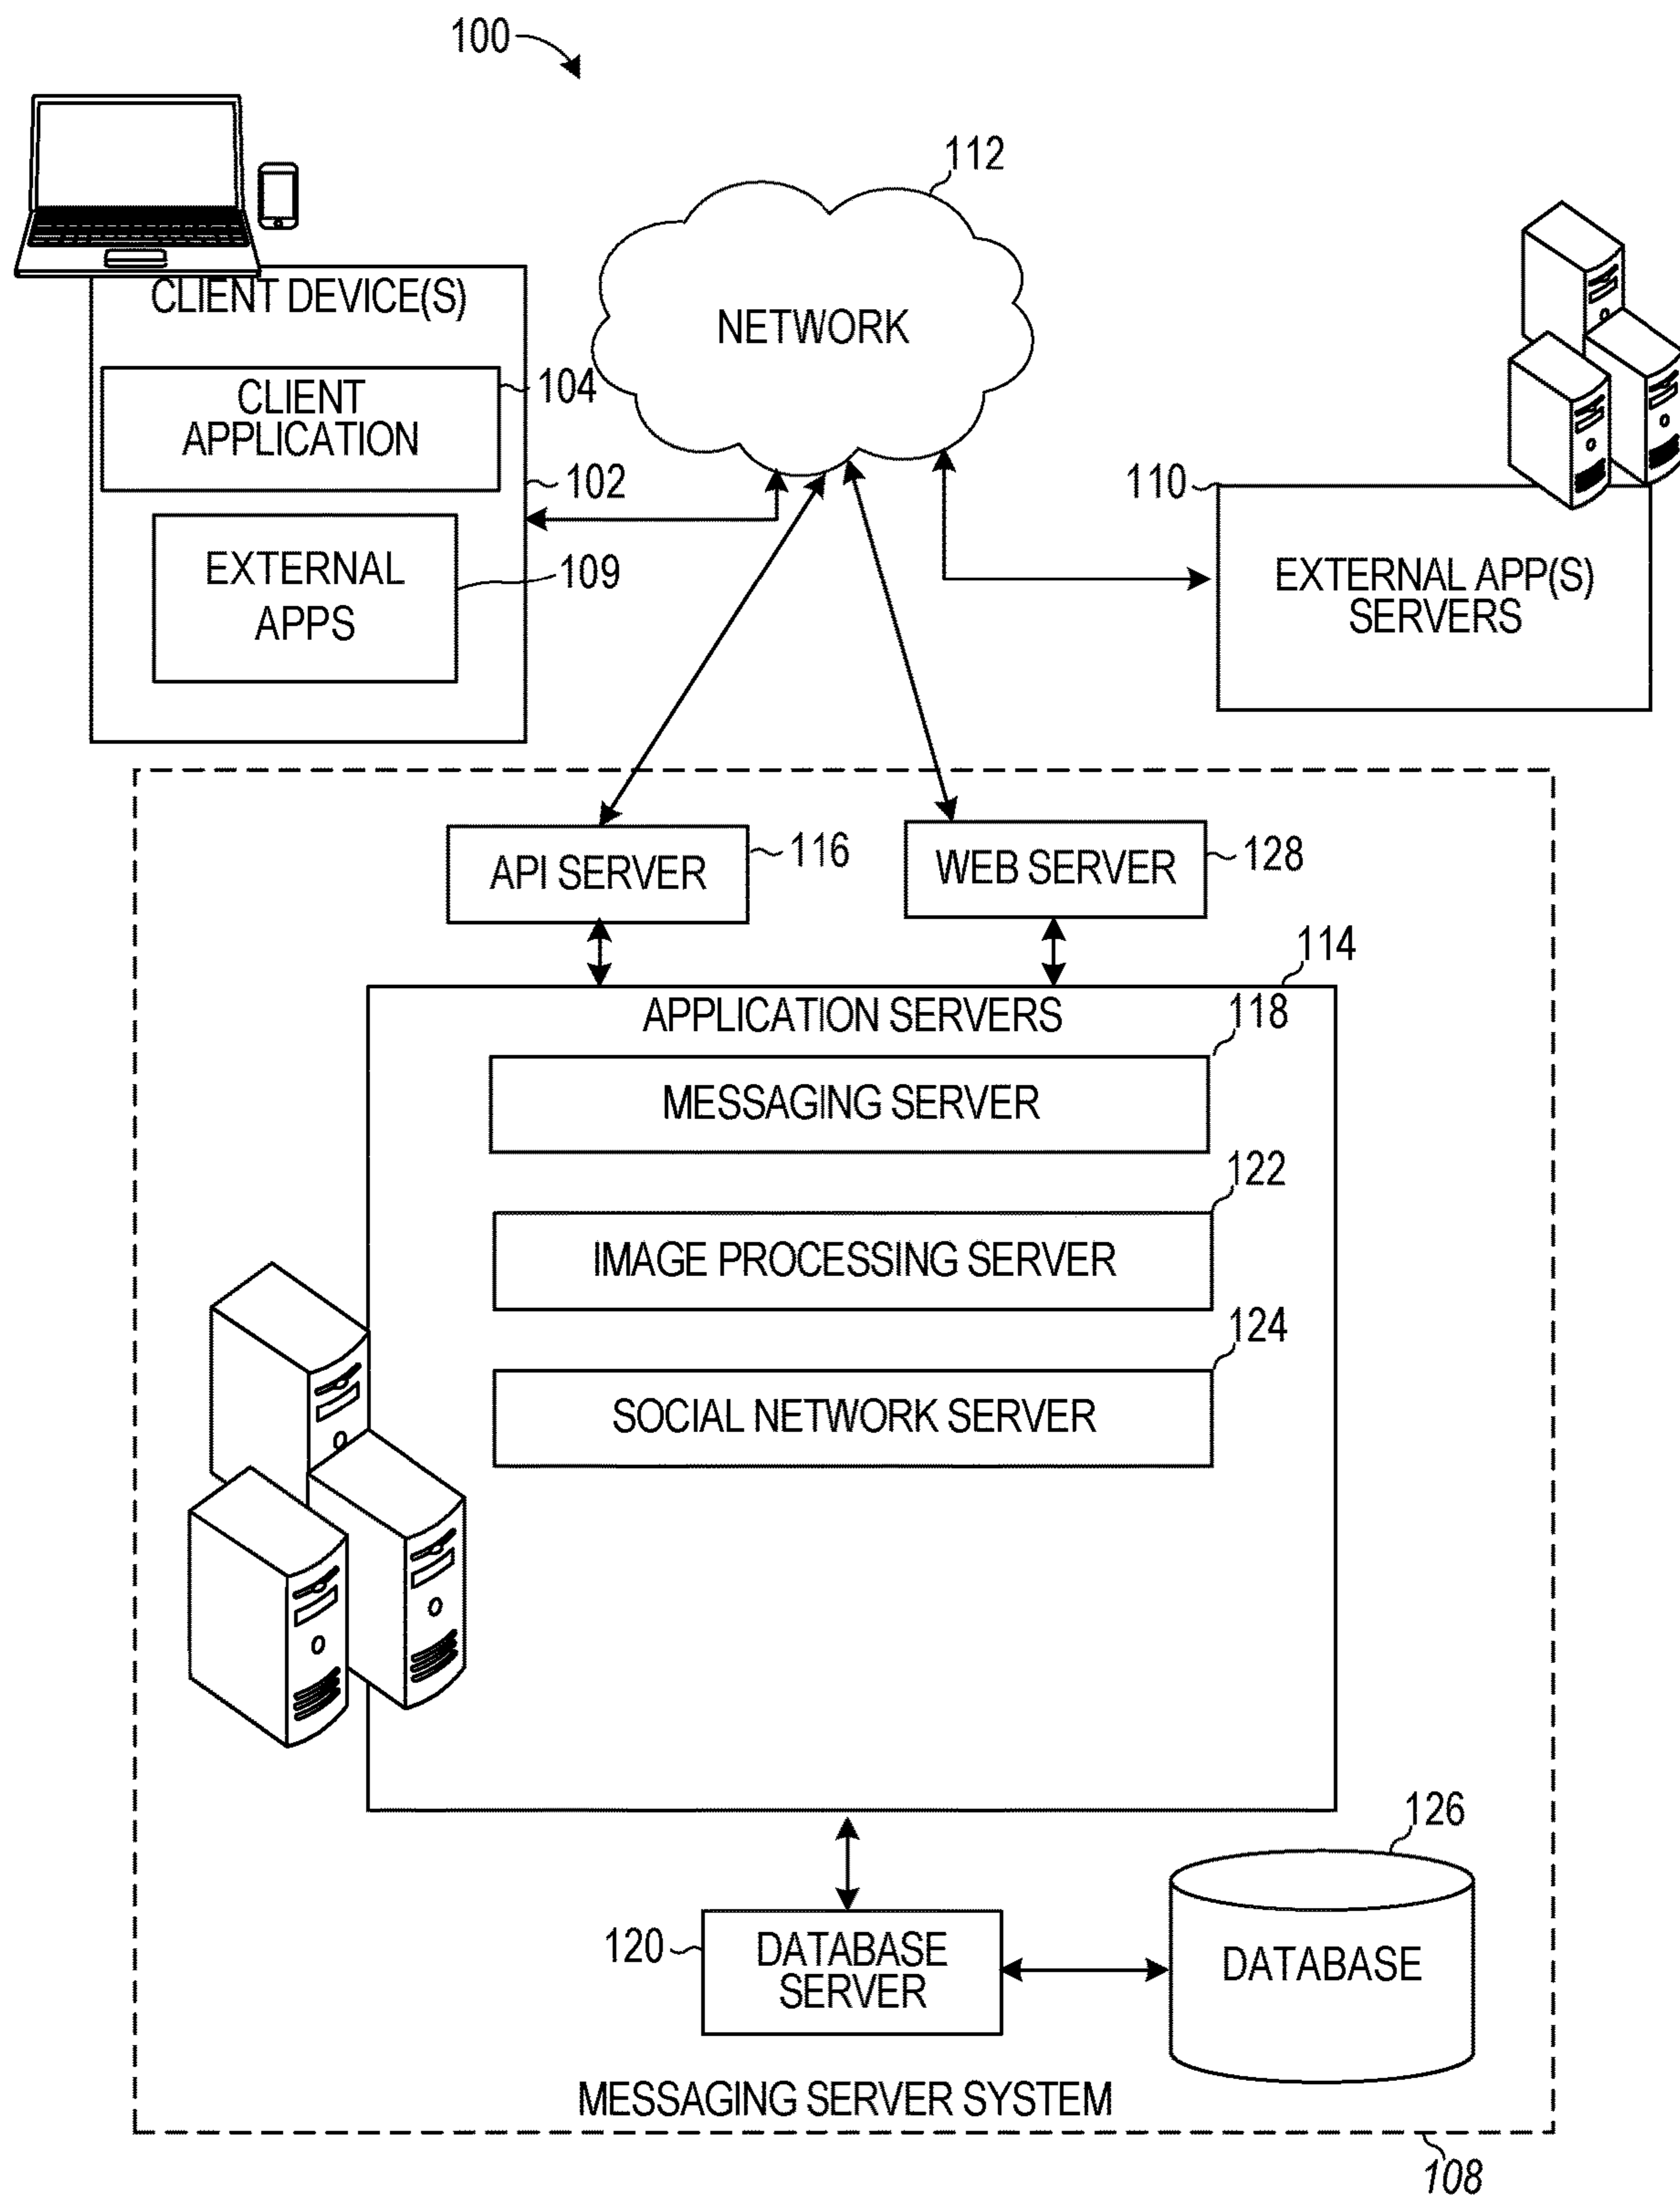 100
112
CLIENT DEVICE(S)
NETWORK
104
CLIENT
APPLICATION
102
110
EXTERNAL
APPS
109
EXTERNAL APP(S)
SERVERS
API SERVER
116
WEB SERVER
128
114
APPLICATION SERVERS
118
MESSAGING SERVER
122
IMAGE PROCESSING SERVER
124
SOCIAL NETWORK SERVER
126
120
DATABASE
SERVER
DATABASE
MESSAGING SERVER SYSTEM
108